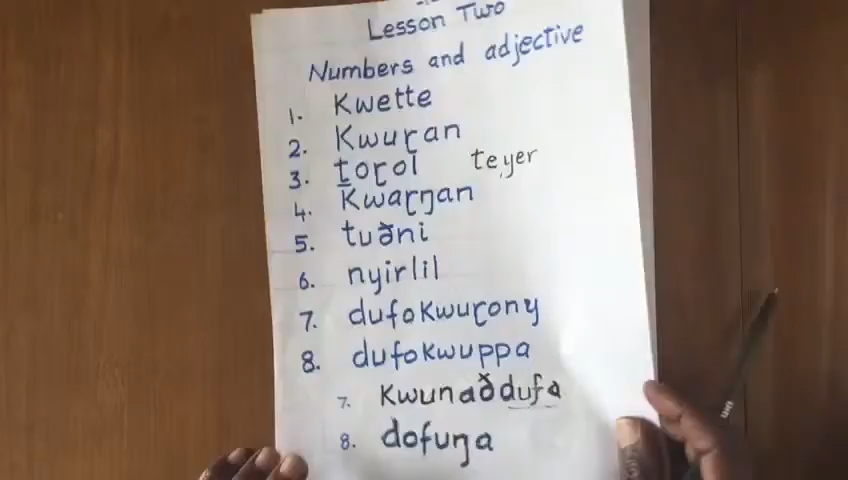 Lesson Two
Numbers and adjective
1. Kwette
2. Kwuɽan
3. ṯoɽol teyer
4. Kwaɽŋan
5. tuðni
6. nyirlil
7. dufokwuɽony
8. dufokwuppa
7. Kwunaðdufa
8. dofuŋa